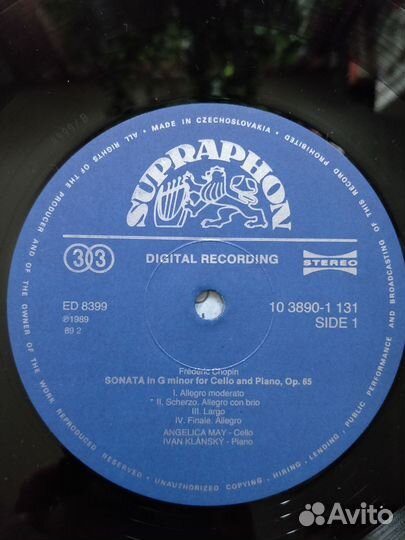 ALL RIGHTS OF THE PRODUCER AND OF THE OWNER OF THE WORK REPRODUCED RESERVED · UNAUTHORIZED COPYING · HIRING · LENDING · PUBLIC PERFORMANCE AND BROADCASTING OF THIS RECORD PROHIBITED · MADE IN CZECHOSLOVAKIA ·
SUPRAPHON
33 DIGITAL RECORDING STEREO
ED 8399 10 3890-1 131
℗1989 SIDE 1
89 2
Frédéric Chopin
SONATA in G minor for Cello and Piano, Op. 65
I. Allegro moderato
II. Scherzo. Allegro con brio
III. Largo
IV. Finale. Allegro
ANGELICA MAY - Cello
IVAN KLÁNSKÝ - Piano
Avito